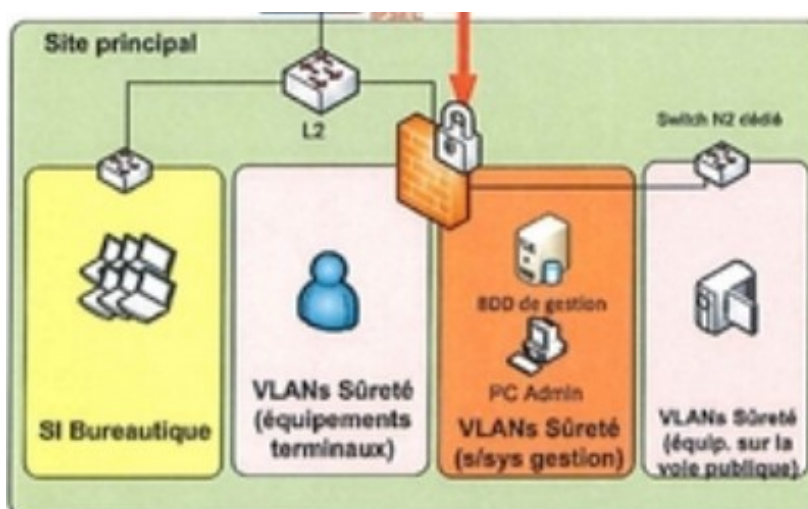 IPSEC
Site principal
L2
Switch N2 dédié
SI Bureautique
VLANs Sûreté
(équipements
terminaux)
BDD de gestion
PC Admin
VLANs Sûreté
(s/sys gestion)
VLANs Sûreté
(équip. sur la
voie publique)